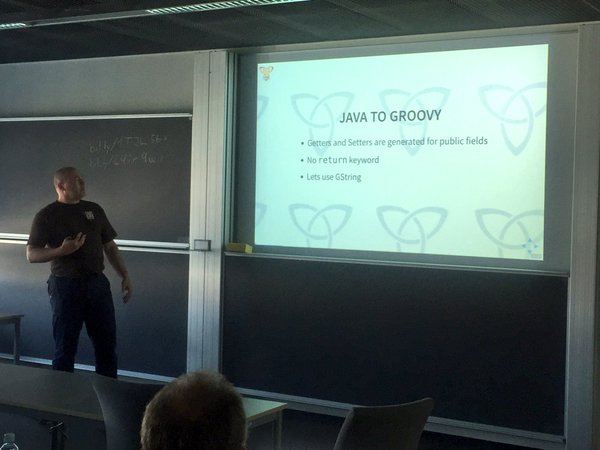 JAVA TO GROOVY
Getters and Setters are generated for public fields
No return keyword
Lets use GString